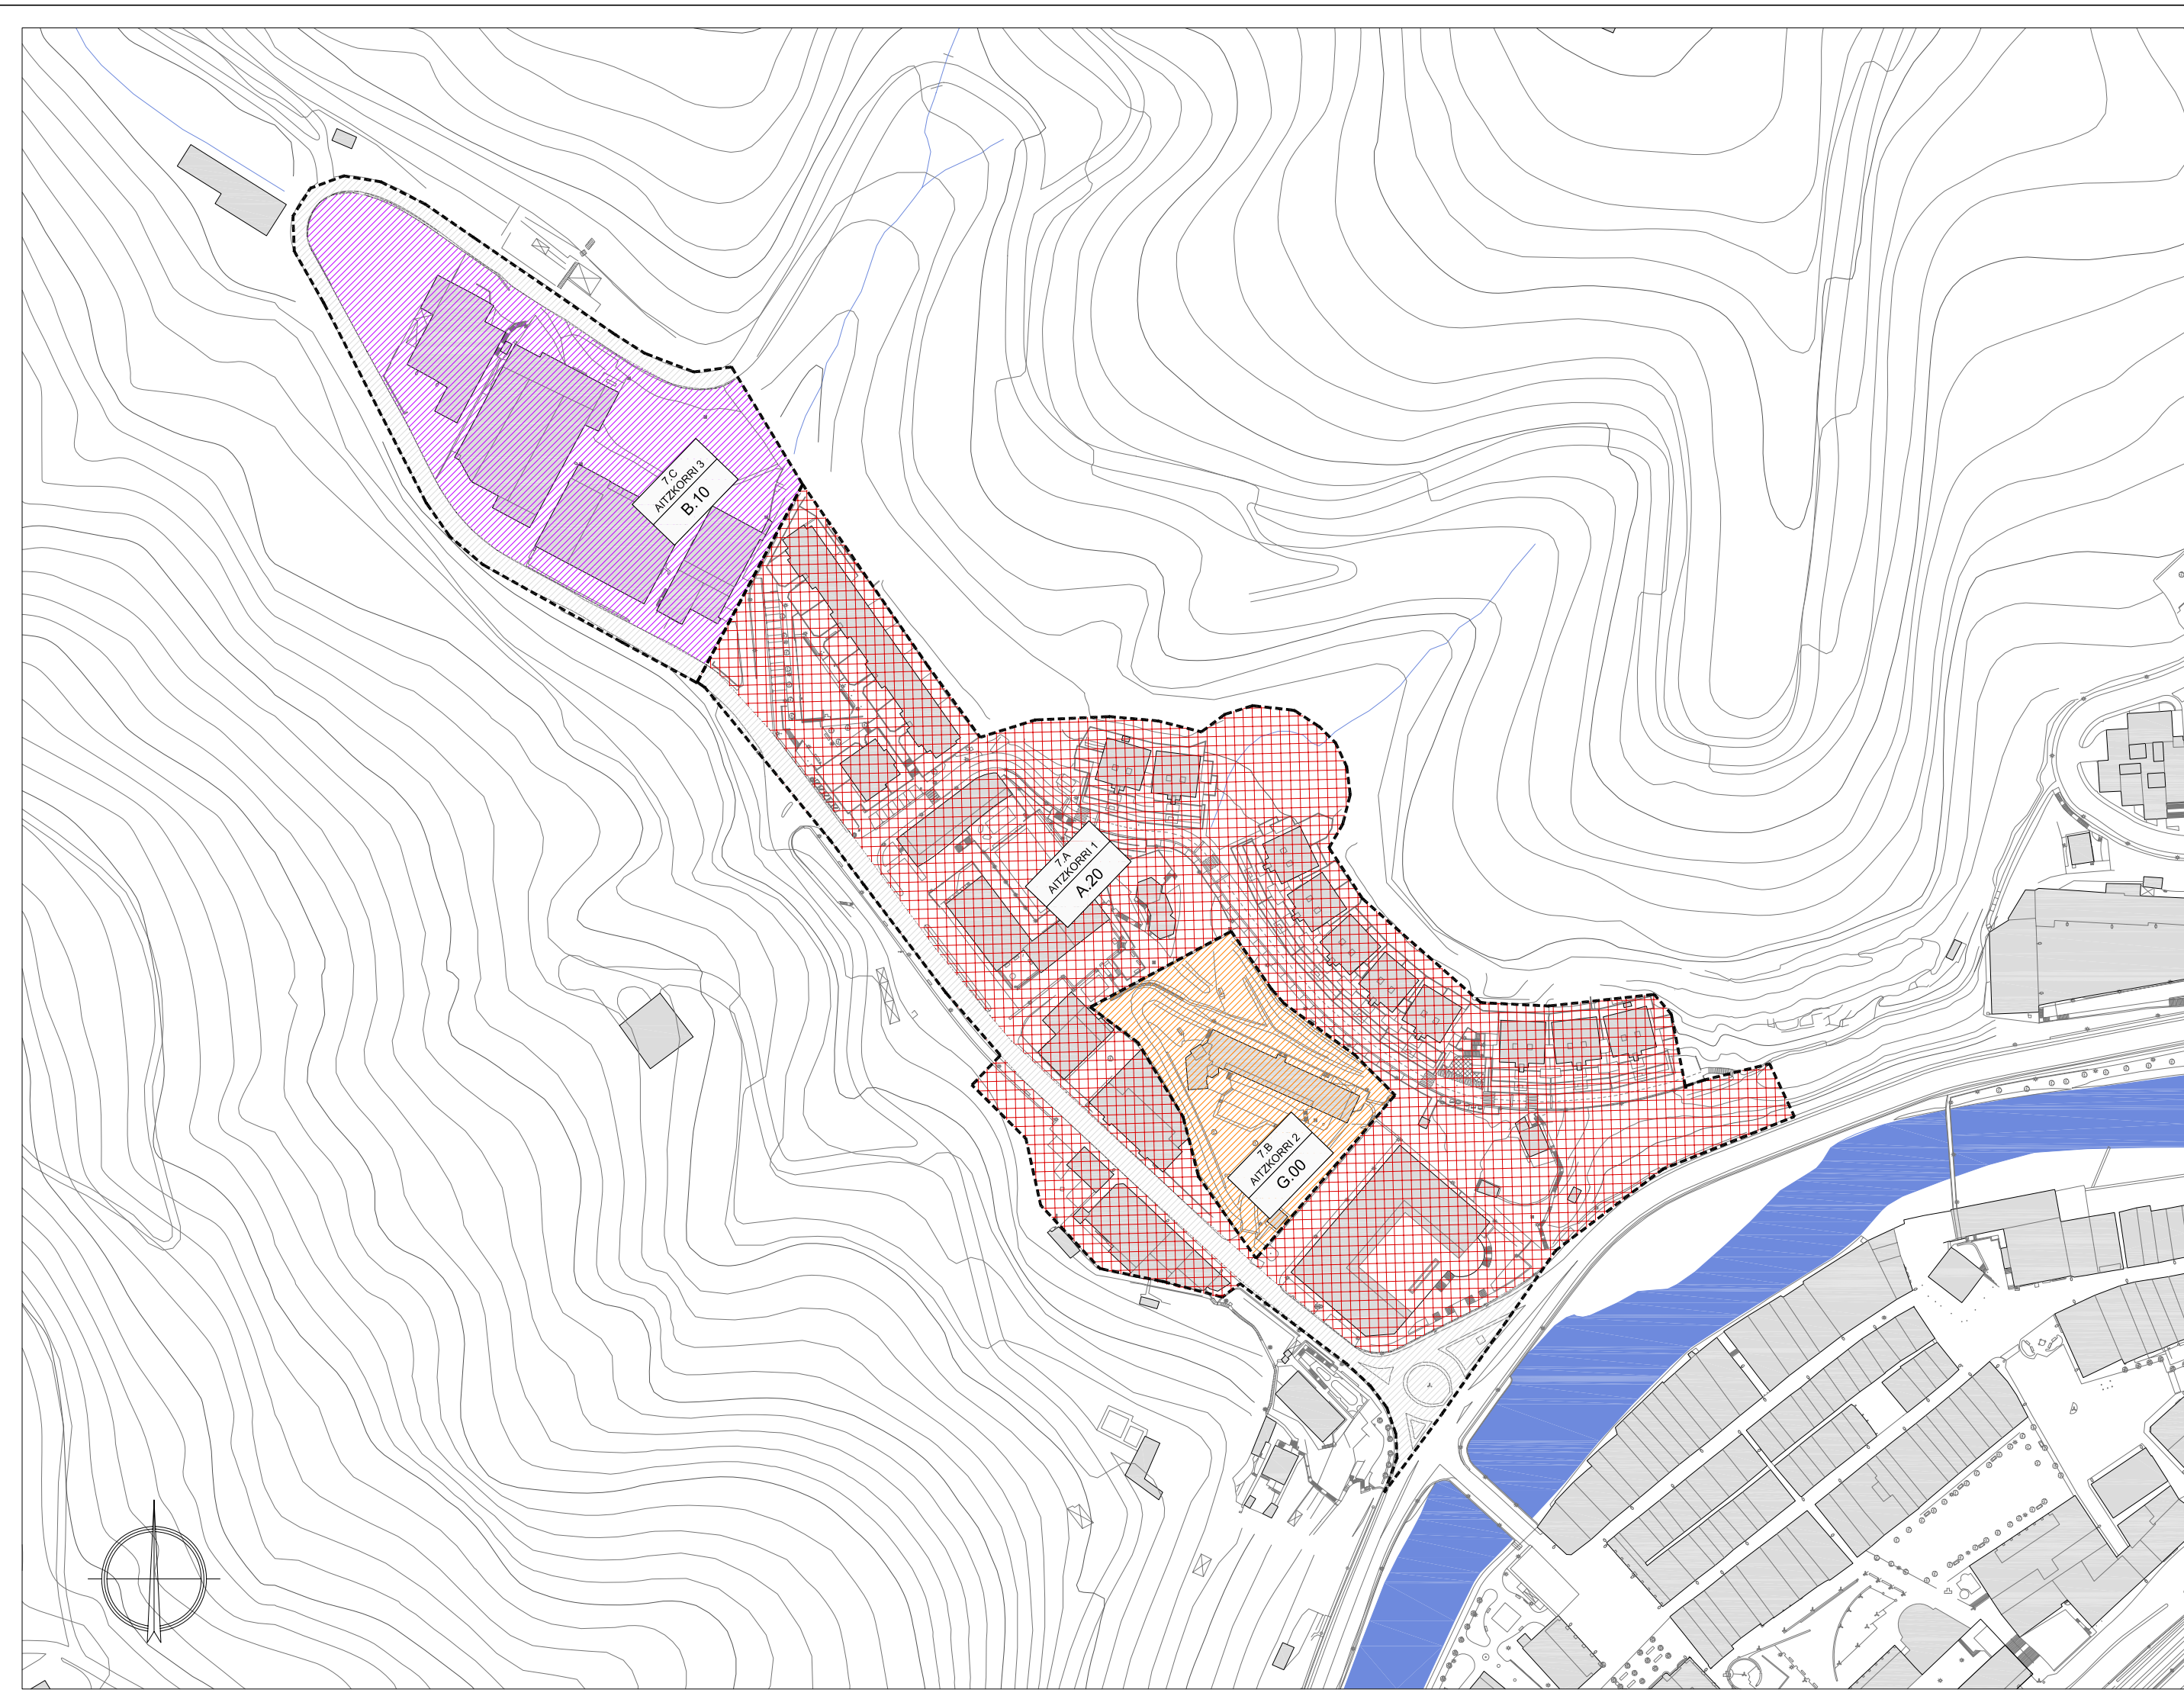 7.C
AITZKORRI 3
B.10
7.A
AITZKORRI 1
A.20
7.B
AITZKORRI 2
G.00